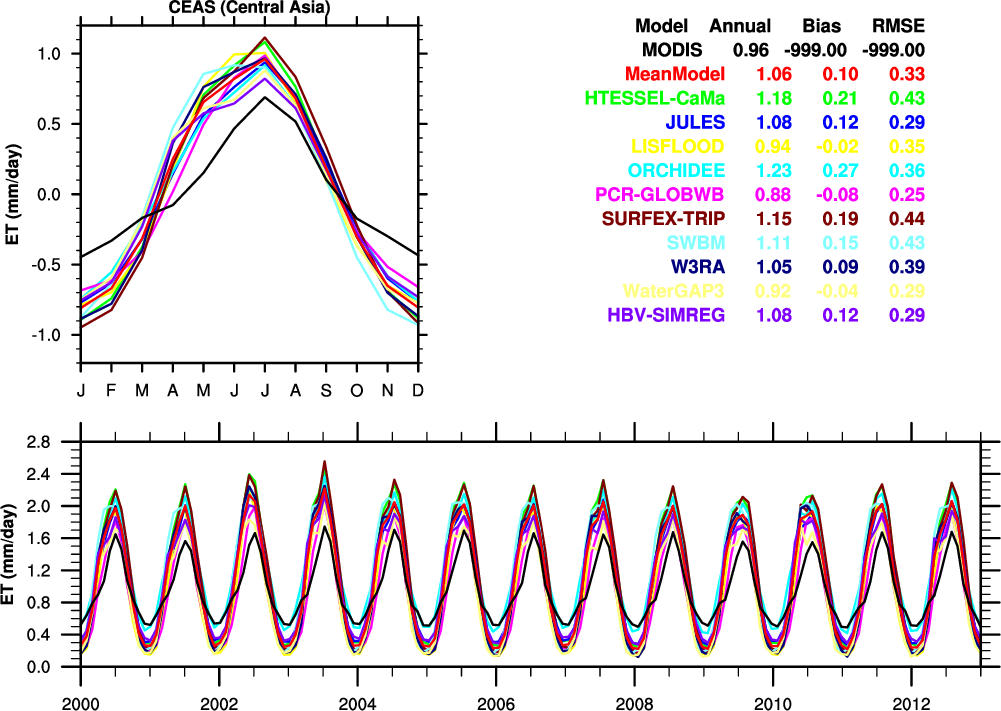 CEAS (Central Asia)
ET (mm/day)
1.0
0.5
0.0
-0.5
-1.0
J F M A M J J A S O N D
Model Annual Bias RMSE
MODIS 0.96 -999.00 -999.00
MeanModel 1.06 0.10 0.33
HTESSEL-CaMa 1.18 0.21 0.43
JULES 1.08 0.12 0.29
LISFLOOD 0.94 -0.02 0.35
ORCHIDEE 1.23 0.27 0.36
PCR-GLOBWB 0.88 -0.08 0.25
SURFEX-TRIP 1.15 0.19 0.44
SWBM 1.11 0.15 0.43
W3RA 1.05 0.09 0.39
WaterGAP3 0.92 -0.04 0.29
HBV-SIMREG 1.08 0.12 0.29
ET (mm/day)
2.8
2.4
2.0
1.6
1.2
0.8
0.4
0.0
2000 2002 2004 2006 2008 2010 2012